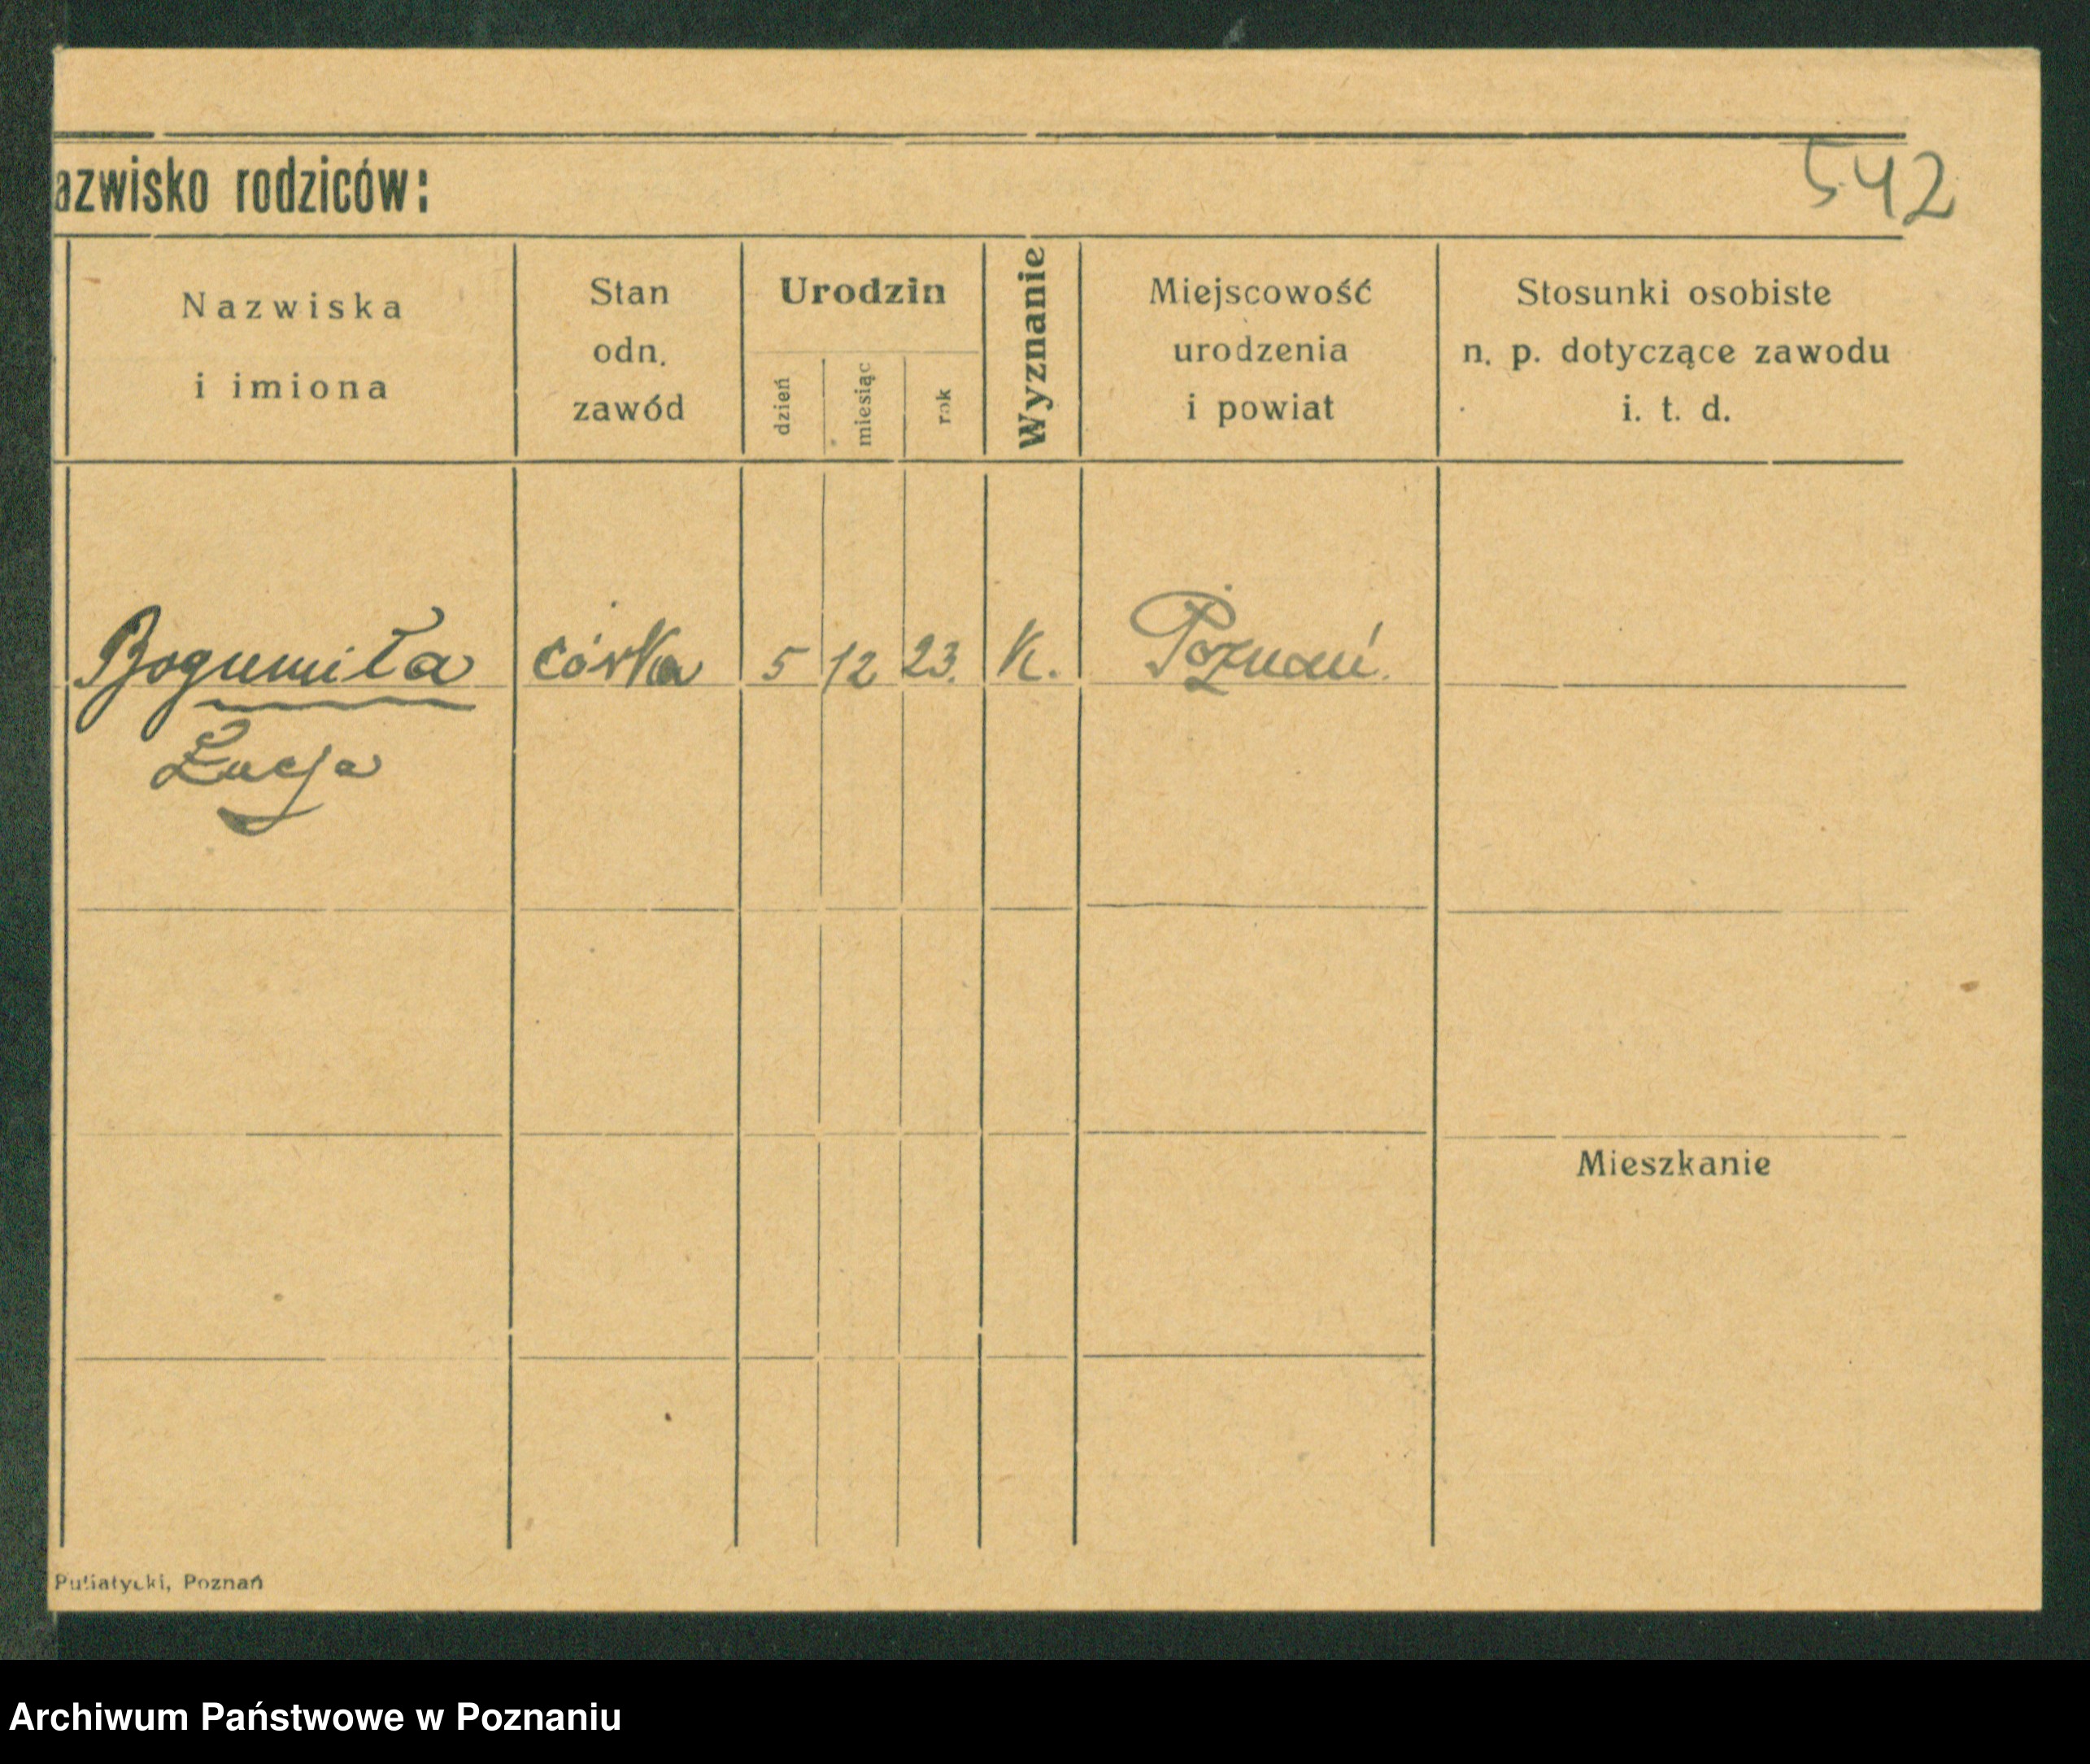 542
azwisko rodziców:
Nazwiska
i imiona
Stan
odn.
zawód
Urodzin
dzień
miesiąc
rok
Wyznanie
Miejscowość
urodzenia
i powiat
Stosunki osobiste
n. p. dotyczące zawodu
i. t. d.
Bogumiła córka 5 12 23. K. Poznań.
Łucja
Mieszkanie
Putiatycki, Poznań
Archiwum Państwowe w Poznaniu